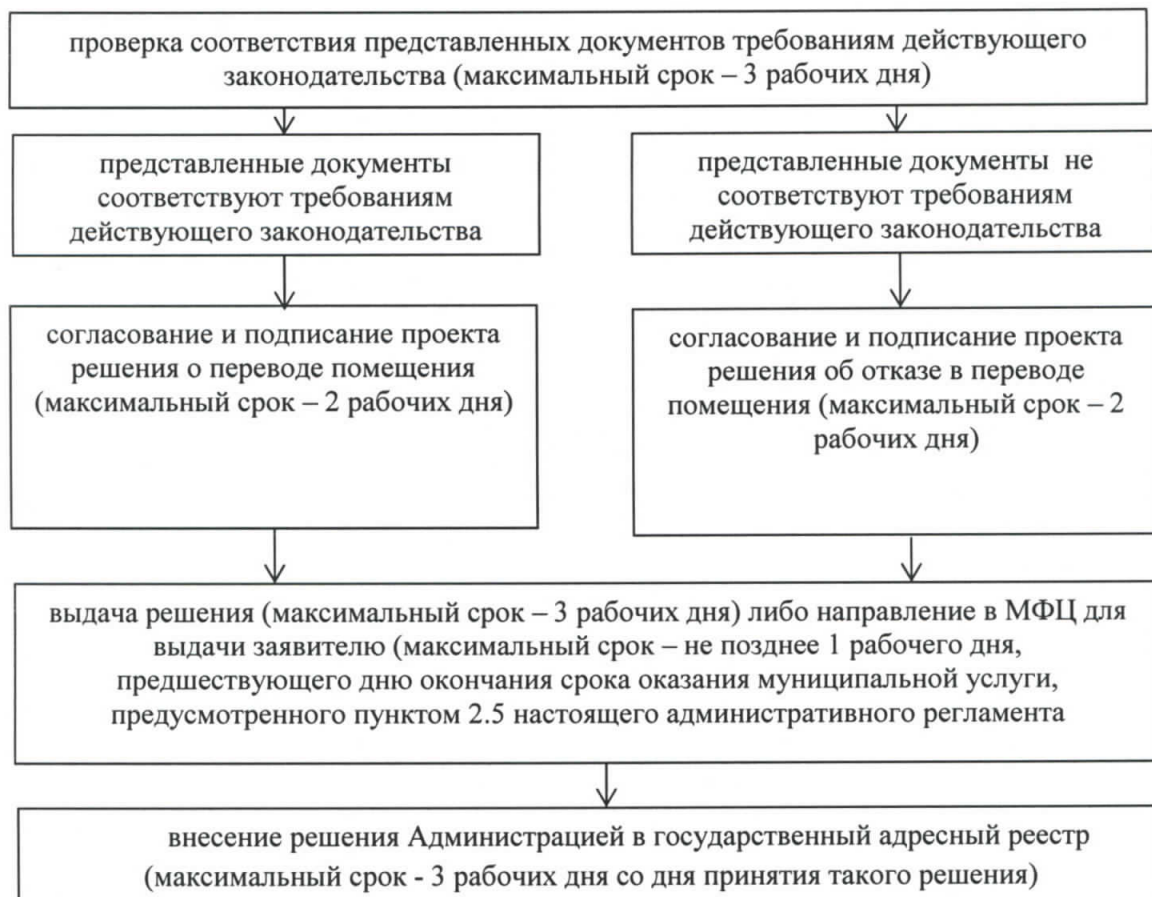 проверка соответствия представленных документов требованиям действующего
законодательства (максимальный срок – 3 рабочих дня)
представленные документы
соответствуют требованиям
действующего законодательства
представленные документы не
соответствуют требованиям
действующего законодательства
согласование и подписание проекта
решения о переводе помещения
(максимальный срок – 2 рабочих дня)
согласование и подписание проекта
решения об отказе в переводе
помещения (максимальный срок – 2
рабочих дня)
выдача решения (максимальный срок – 3 рабочих дня) либо направление в МФЦ для
выдачи заявителю (максимальный срок – не позднее 1 рабочего дня,
предшествующего дню окончания срока оказания муниципальной услуги,
предусмотренного пунктом 2.5 настоящего административного регламента
внесение решения Администрацией в государственный адресный реестр
(максимальный срок - 3 рабочих дня со дня принятия такого решения)